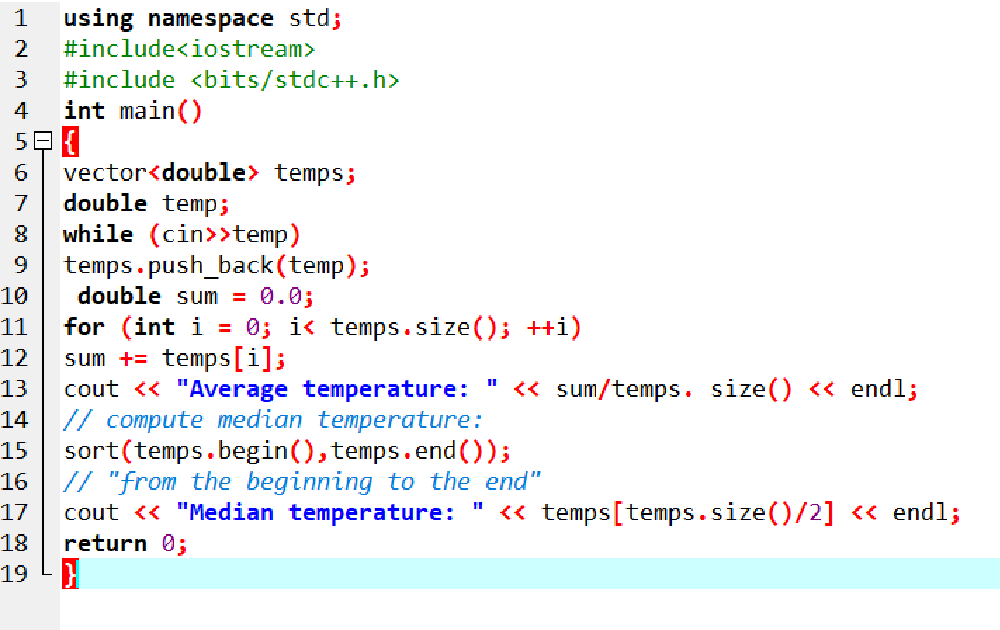 1 using namespace std;
2 #include<iostream>
3 #include <bits/stdc++.h>
4 int main()
5 {
6 vector<double> temps;
7 double temp;
8 while (cin>>temp)
9 temps.push_back(temp);
10  double sum = 0.0;
11 for (int i = 0; i< temps.size(); ++i)
12 sum += temps[i];
13 cout << "Average temperature: " << sum/temps. size() << endl;
14 // compute median temperature:
15 sort(temps.begin(),temps.end());
16 // "from the beginning to the end"
17 cout << "Median temperature: " << temps[temps.size()/2] << endl;
18 return 0;
19 }